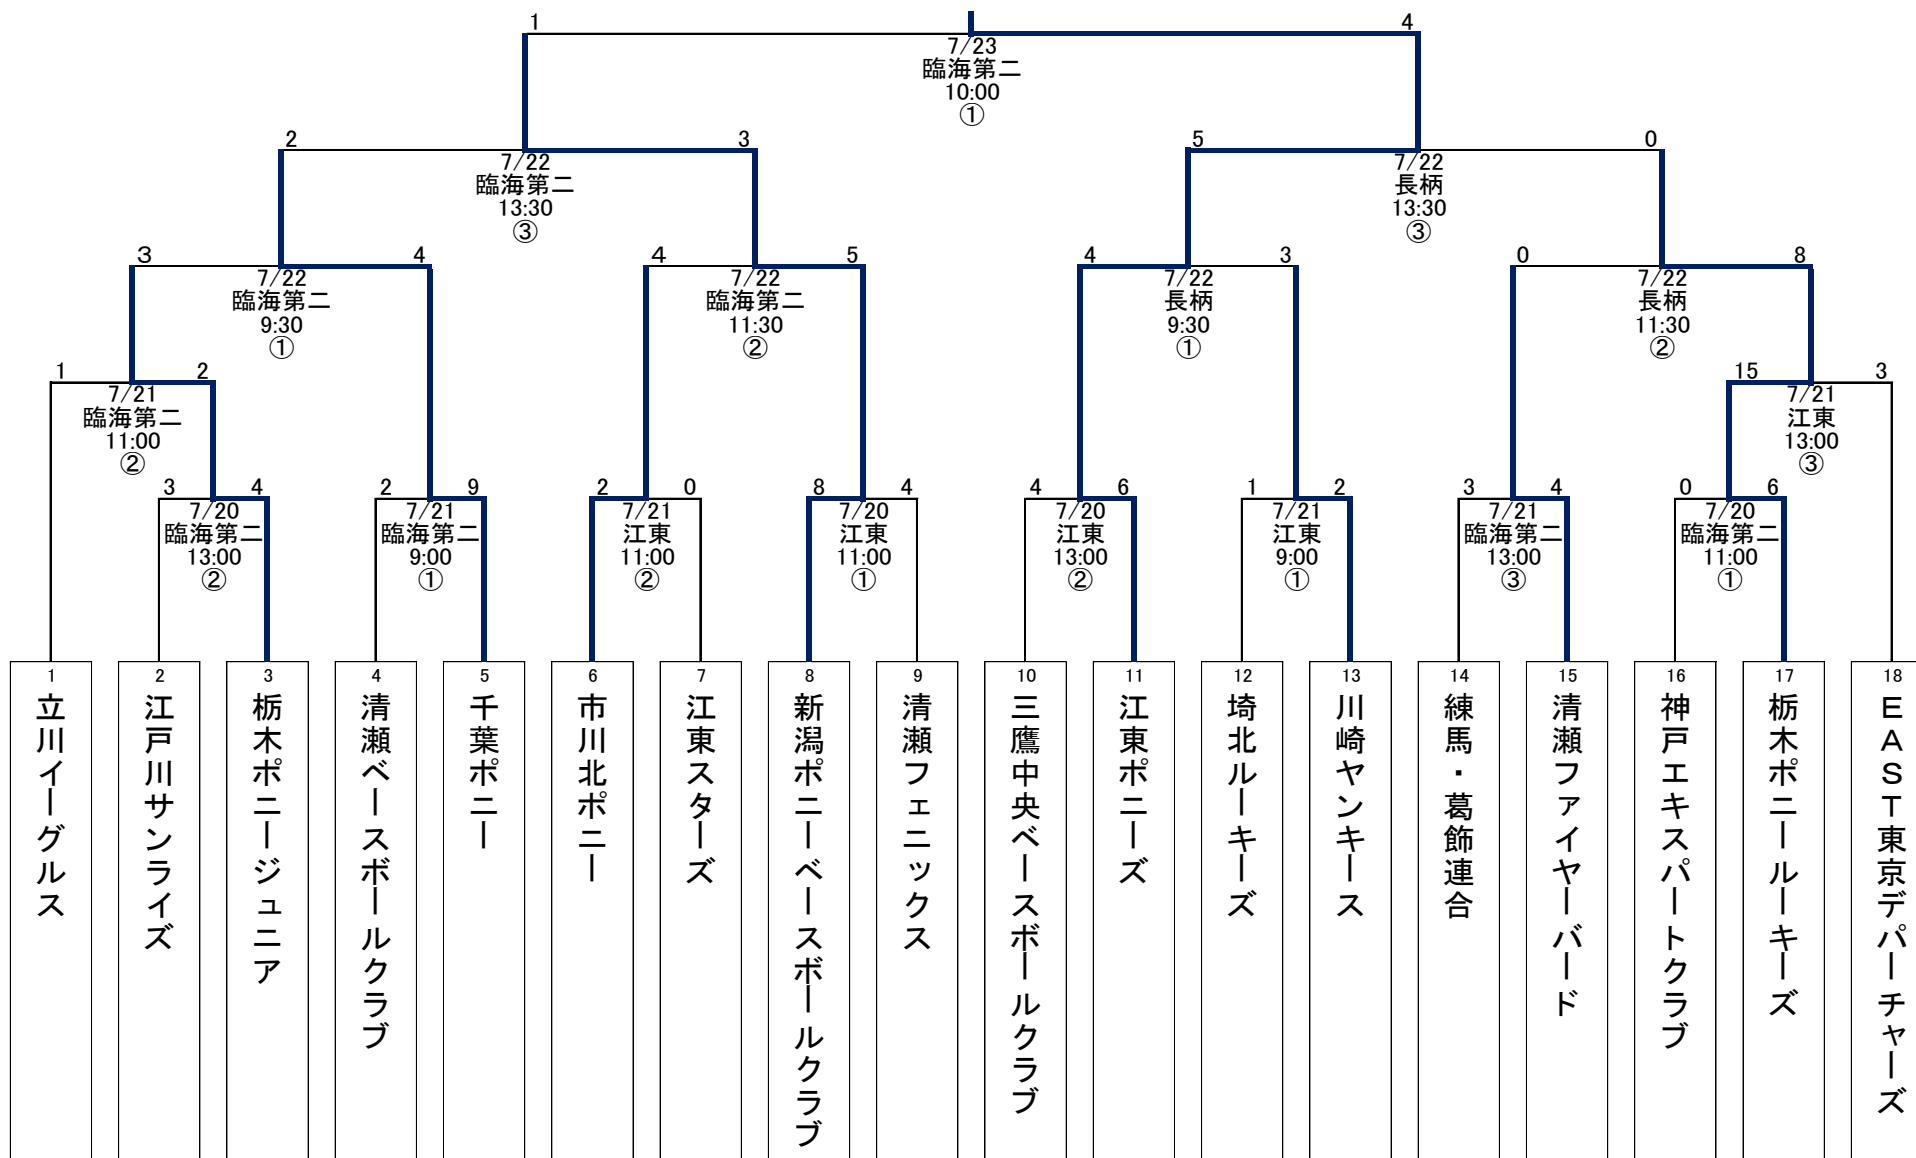 1 4
7/23
臨海第二
10:00
①
2 3 5 0
7/22 7/22
臨海第二 長柄
13:30 13:30
③ ③
3 4 4 5 4 3 0 8
7/22 7/22 7/22 7/22
臨海第二 臨海第二 長柄 長柄
9:30 11:30 9:30 11:30
① ② ① ②
1 2 15 3
7/21 7/21
臨海第二 江東
11:00 13:00
② ③
3 4 2 9 2 0 8 4 4 6 1 2 3 4 0 6
7/20 7/21 7/21 7/20 7/20 7/21 7/21 7/20
臨海第二 臨海第二 江東 江東 江東 江東 臨海第二 臨海第二
13:00 9:00 11:00 11:00 13:00 9:00 13:00 11:00
② ① ② ① ② ① ③ ①
1
立川イーグルス
2
江戸川サンライズ
3
栃木ポニージュニア
4
清瀬ベースボールクラブ
5
千葉ポニー
6
市川北ポニー
7
江東スターズ
8
新潟ポニーベースボールクラブ
9
清瀬フェニックス
10
三鷹中央ベースボールクラブ
11
江東ポニーズ
12
埼北ルーキーズ
13
川崎ヤンキース
14
練馬・葛飾連合
15
清瀬ファイヤーバード
16
神戸エキスパートクラブ
17
栃木ポニールーキーズ
18
ＥＡＳＴ東京デパーチャーズ